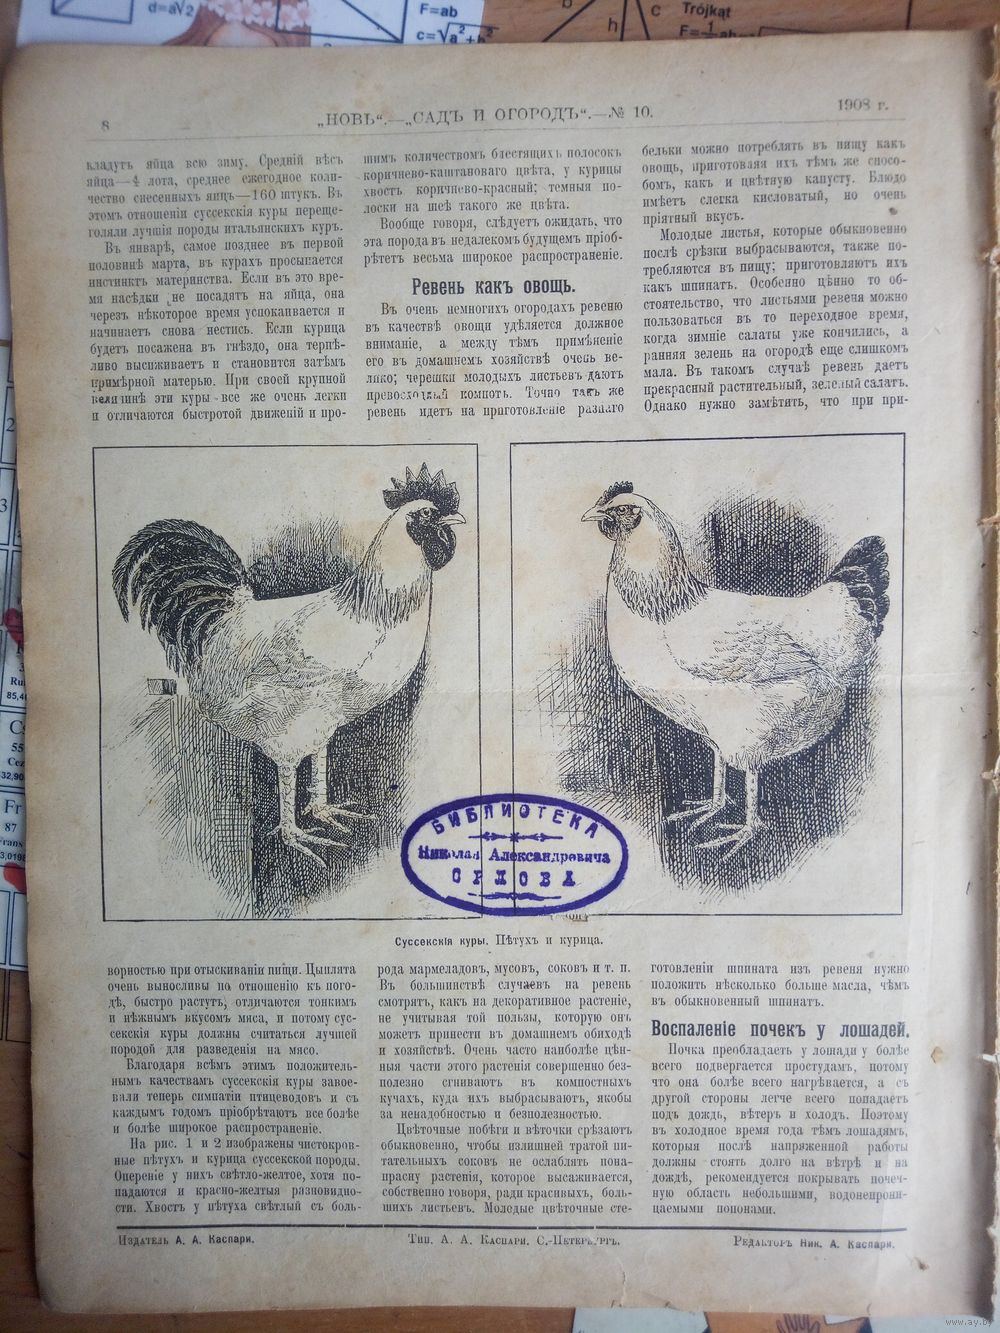 d=a√2
F=ab
Trójkąt
8
„НОВЬ“.—„САДЪ И ОГОРОДЪ“.—№ 10.
1908 г.
кладутъ яйца всю зиму. Средній вѣсъ
яйца—4 лота, среднее ежегодное коли-
чество снесенныхъ яицъ—160 штукъ. Въ
этомъ отношеніи суссекскія куры переще-
голяли лучшія породы итальянскихъ куръ.
Въ январѣ, самое позднее въ первой
половинѣ марта, въ курахъ просыпается
инстинктъ материнства. Если въ это вре-
мя насѣдки не посадятъ на яйца, она
черезъ нѣкоторое время успокаивается и
начинаетъ снова нестись. Если курица
будетъ посажена въ гнѣздо, она терпѣ-
ливо высиживаетъ и становится затѣмъ
примѣрной матерью. При своей крупной
величинѣ эти куры все же очень легки
и отличаются быстротой движеній и про-
шимъ количествомъ блестящихъ полосокъ
коричнево-каштановаго цвѣта, у курицы
хвостъ коричнево-красный; темныя по-
лоски на шеѣ такого же цвѣта.
Вообще говоря, слѣдуетъ ожидать, что
эта порода въ недалекомъ будущемъ пріоб-
рѣтетъ весьма широкое распространеніе.
Ревень какъ овощь.
Въ очень немногихъ огородахъ ревеню
въ качествѣ овощи удѣляется должное
вниманіе, а между тѣмъ примѣненіе
его въ домашнемъ хозяйствѣ очень ве-
лико; черешки молодыхъ листьевъ даютъ
превосходный компотъ. Точно такъ же
ревень идетъ на приготовленіе разнаго
бельки можно потреблять въ пищу какъ
овощь, приготовляя ихъ тѣмъ же спосо-
бомъ, какъ и цвѣтную капусту. Блюдо
имѣетъ слегка кисловатый, но очень
пріятный вкусъ.
Молодые листья, которые обыкновенно
послѣ срѣзки выбрасываются, также по-
требляются въ пищу; приготовляютъ ихъ
какъ шпинатъ. Особенно цѣнно то об-
стоятельство, что листьями ревеня можно
пользоваться въ то переходное время,
когда зимніе салаты уже кончились, а
ранняя зелень на огородѣ еще слишкомъ
мала. Въ такомъ случаѣ ревень даетъ
прекрасный растительный, зеленый салатъ.
Однако нужно замѣтять, что при при-
БИБЛИОТЕКА
Николая Александровича
ОРЛОВА
Суссекскія куры. Пѣтухъ и курица.
ворностью при отыскиваніи пищи. Цыплята
очень выносливы по отношенію къ пого-
дѣ, быстро растутъ, отличаются тонкимъ
и нѣжнымъ вкусомъ мяса, и потому сус-
секскія куры должны считаться лучшей
породой для разведенія на мясо.
Благодаря всѣмъ этимъ положитель-
нымъ качествамъ суссекскія куры завое-
вали теперь симпатіи птицеводовъ и съ
каждымъ годомъ пріобрѣтаютъ все болѣе
и болѣе широкое распространеніе.
На рис. 1 и 2 изображены чистокров-
ные пѣтухъ и курица суссекской породы.
Опереніе у нихъ свѣтло-желтое, хотя по-
падаются и красно-желтыя разновидно-
сти. Хвостъ у пѣтуха свѣтлый съ боль-
рода мармеладовъ, мусовъ, соковъ и т. п.
Въ большинствѣ случаевъ на ревень
смотрятъ, какъ на декоративное растеніе,
не учитывая той пользы, которую онъ
можетъ принести въ домашнемъ обиходѣ
и хозяйствѣ. Очень часто наиболѣе цѣн-
ныя части этого растенія совершенно без-
полезно сгниваютъ въ компостныхъ
кучахъ, куда ихъ выбрасываютъ, якобы
за ненадобностью и безполезностью.
Цвѣточные побѣги и вѣточки срѣзаютъ
обыкновенно, чтобы излишней тратой пи-
тательныхъ соковъ не ослаблять пона-
прасну растенія, которое высаживается,
собственно говоря, ради красивыхъ, боль-
шихъ листьевъ. Молодые цвѣточные сте-
готовленіи шпината изъ ревеня нужно
положить нѣсколько больше масла, чѣмъ
въ обыкновенный шпинатъ.
Воспаленіе почекъ у лошадей.
Почка преобладаетъ у лошади у болѣе
всего подвергается простудамъ, потому
что она болѣе всего нагрѣвается, а съ
другой стороны легче всего попадаетъ
подъ дождь, вѣтеръ и холодъ. Поэтому
въ холодное время года тѣмъ лошадямъ,
которыя послѣ напряженной работы
должны стоять долго на вѣтрѣ и на
дождѣ, рекомендуется покрывать почеч-
ную область небольшими, водонепрони-
цаемыми попонами.
Издатель А. А. Каспари.
Тип. А. А. Каспари. С.-Петербургъ.
Редакторъ Ник. А. Каспари.
www.ay.by